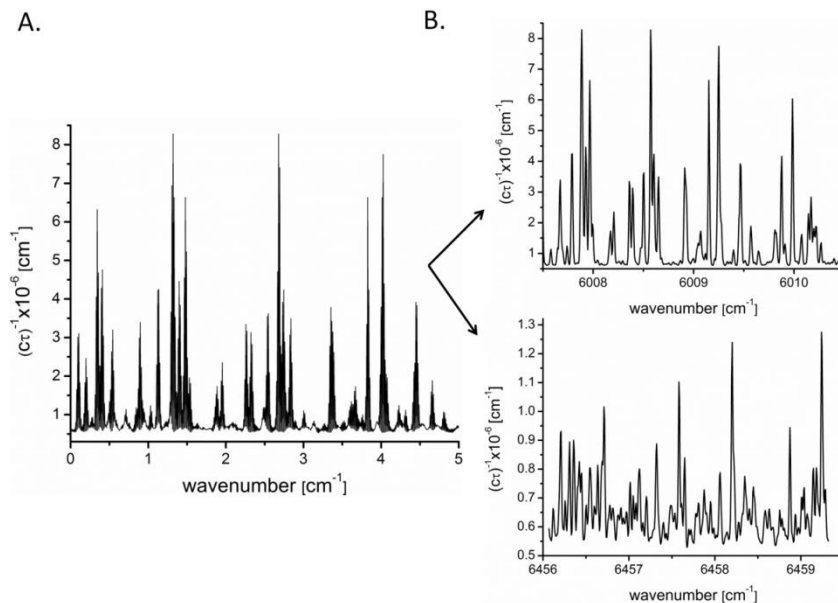 A.
(cτ)⁻¹x10⁻⁶ [cm⁻¹]
8
7
6
5
4
3
2
1
0 1 2 3 4 5
wavenumber [cm⁻¹]
B.
(cτ)⁻¹x10⁻⁶ [cm⁻¹]
8
7
6
5
4
3
2
1
6008 6009 6010
wavenumber [cm⁻¹]
(cτ)⁻¹x10⁻⁶ [cm⁻¹]
1.3
1.2
1.1
1.0
0.9
0.8
0.7
0.6
0.5
6456 6457 6458 6459
wavenumber [cm⁻¹]